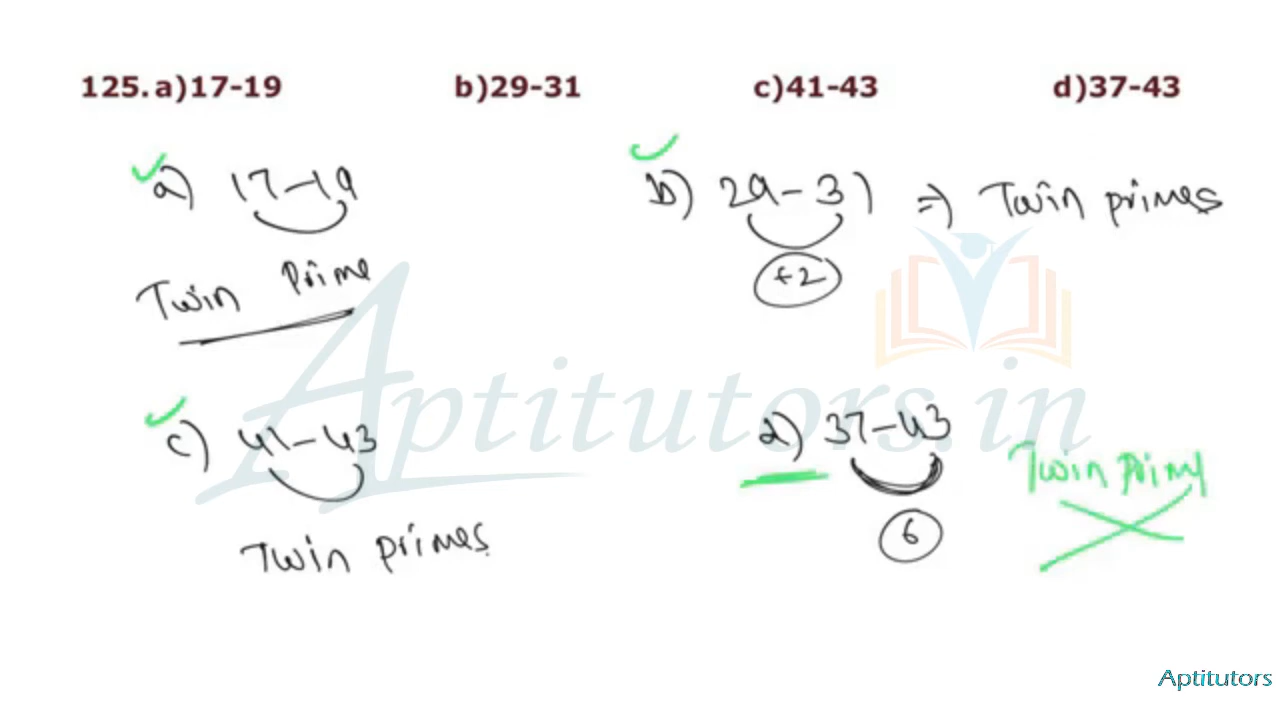 125. a)17-19 b)29-31 c)41-43 d)37-43
a) 17-19
Twin Prime
b) 29-31 => Twin primes
+2
c) 41-43
Twin primes
d) 37-43
6
Twin Prime
Aptitutors.in
Aptitutors